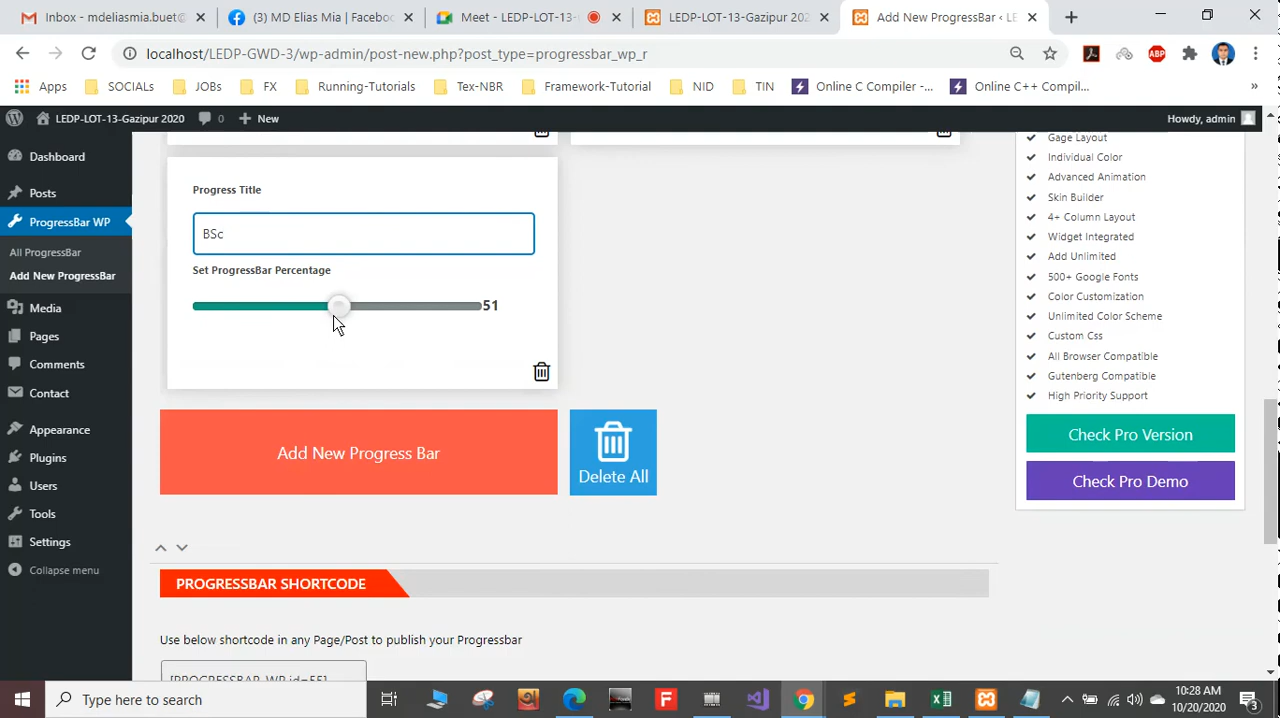 Inbox - mdeliasmia.buet@
(3) MD Elias Mia | Facebook
Meet - LEDP-LOT-13-
LEDP-LOT-13-Gazipur 202
Add New ProgressBar ‹ LE
localhost/LEDP-GWD-3/wp-admin/post-new.php?post_type=progressbar_wp_r
Apps
SOCIALs
JOBs
FX
Running-Tutorials
Tex-NBR
Framework-Tutorial
NID
TIN
Online C Compiler -...
Online C++ Compil...
»
LEDP-LOT-13-Gazipur 2020
0
New
Howdy, admin
Dashboard
Posts
ProgressBar WP
All ProgressBar
Add New ProgressBar
Media
Pages
Comments
Contact
Appearance
Plugins
Users
Tools
Settings
Collapse menu
Progress Title
BSc
Set ProgressBar Percentage
51
Add New Progress Bar
Delete All
PROGRESSBAR SHORTCODE
Use below shortcode in any Page/Post to publish your Progressbar
[PROGRESSBAR_WP id=55]
Gage Layout
Individual Color
Advanced Animation
Skin Builder
4+ Column Layout
Widget Integrated
Add Unlimited
500+ Google Fonts
Color Customization
Unlimited Color Scheme
Custom Css
All Browser Compatible
Gutenberg Compatible
High Priority Support
Check Pro Version
Check Pro Demo
Type here to search
10:28 AM
10/20/2020
3